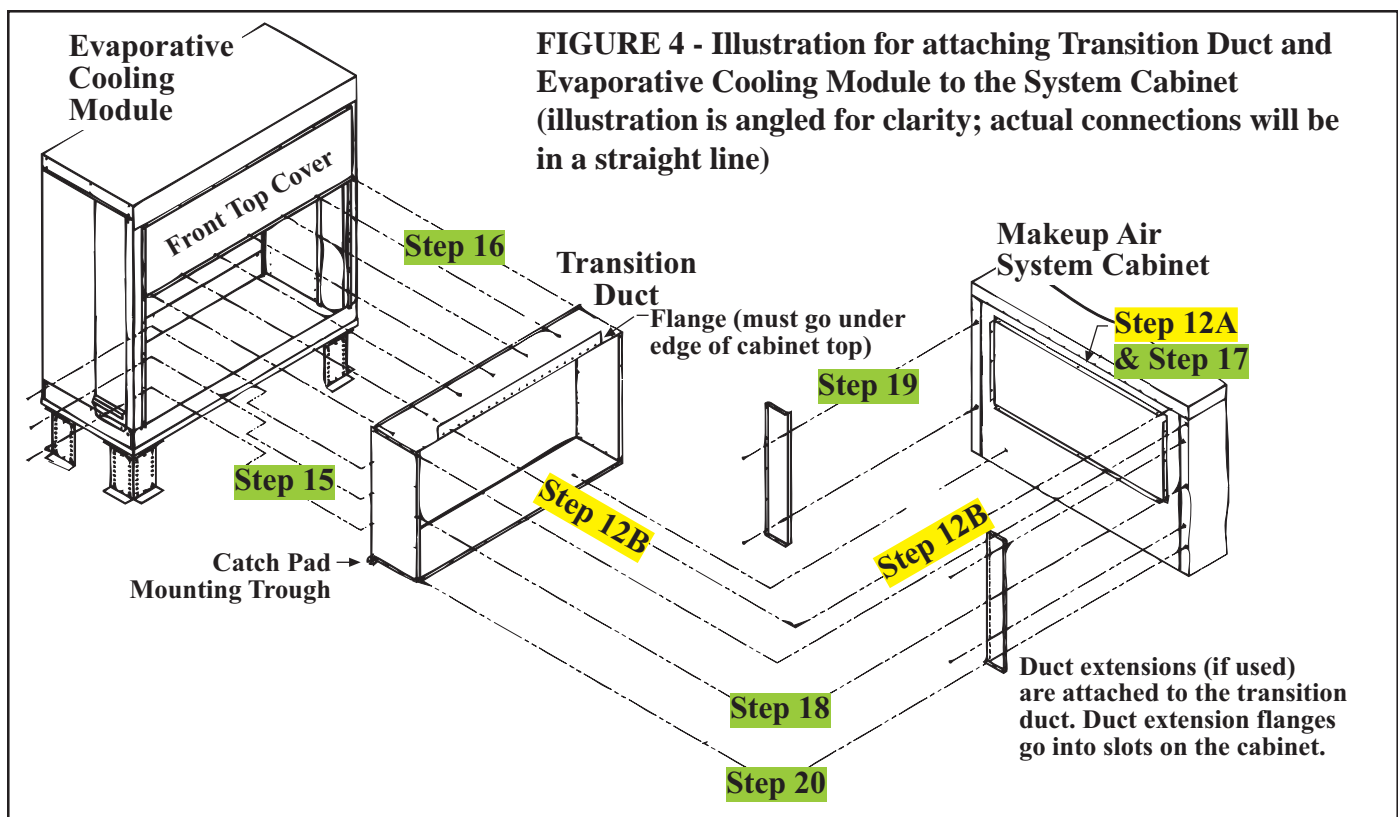 Evaporative
Cooling
Module
FIGURE 4 - Illustration for attaching Transition Duct and
Evaporative Cooling Module to the System Cabinet
(illustration is angled for clarity; actual connections will be
in a straight line)
Front Top Cover
Step 16
Transition
Duct
Flange (must go under
edge of cabinet top)
Makeup Air
System Cabinet
Step 12A
& Step 17
Step 19
Step 15
Step 12B
Step 12B
Catch Pad
Mounting Trough
Step 18
Duct extensions (if used)
are attached to the transition
duct. Duct extension flanges
go into slots on the cabinet.
Step 20